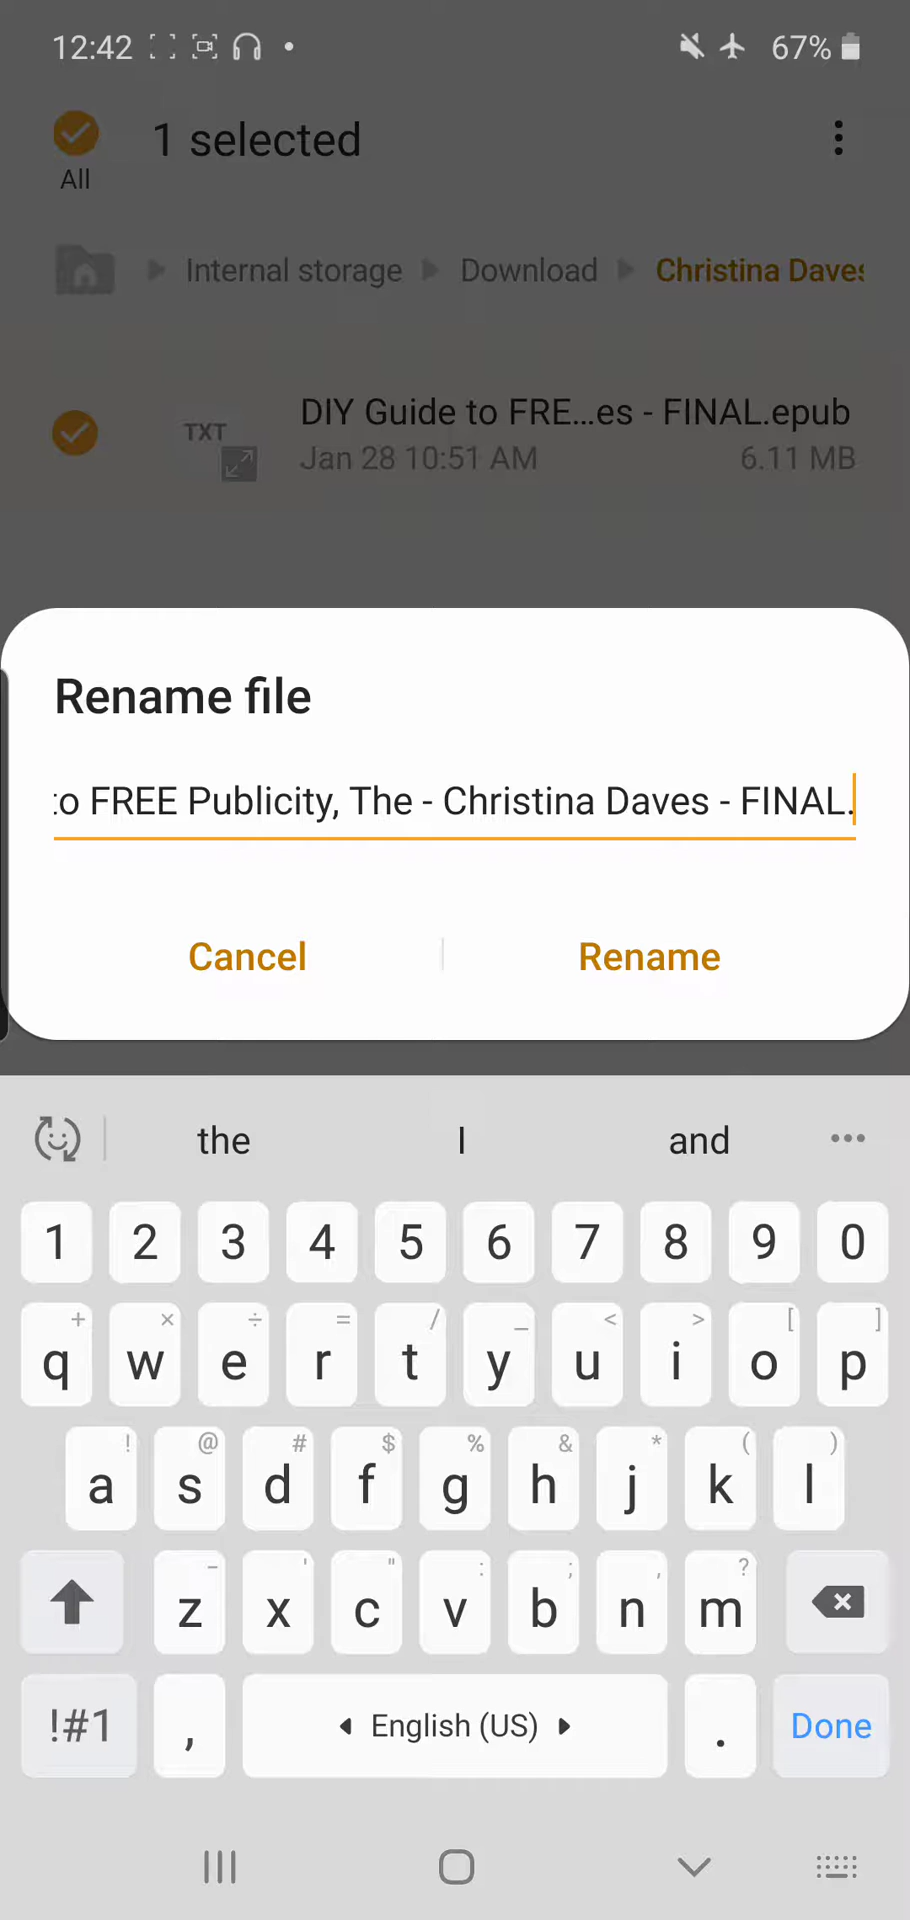 12:42
67%
1 selected
All
Internal storage
Download
Christina Daves
TXT
DIY Guide to FRE...es - FINAL.epub
Jan 28 10:51 AM
6.11 MB
Rename file
to FREE Publicity, The - Christina Daves - FINAL.
Cancel
Rename
the
I
and
1 2 3 4 5 6 7 8 9 0
+ × ÷ = / _ < > [ ]
q w e r t y u i o p
! @ # $ % & * ( )
a s d f g h j k l
- ' " : ; , ?
z x c v b n m
!#1
,
English (US)
.
Done